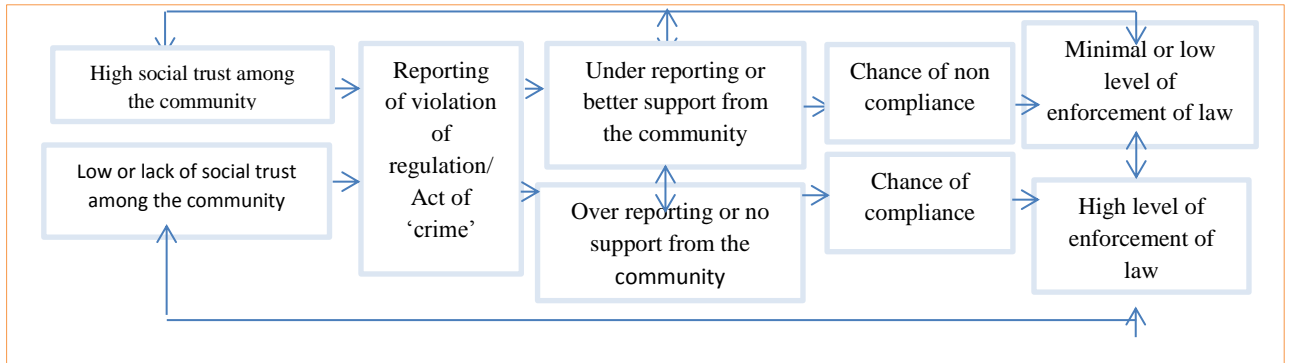 High social trust among
the community
Low or lack of social trust
among the community
Reporting
of violation
of
regulation/
Act of
‘crime’
Under reporting or
better support from
the community
Over reporting or no
support from the
community
Chance of non
compliance
Chance of
compliance
Minimal or low
level of
enforcement of law
High level of
enforcement of
law